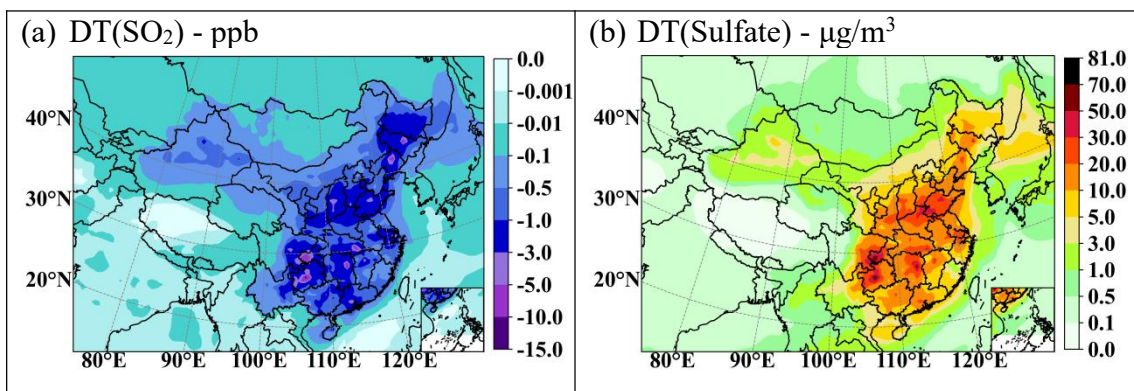 (a) DT(SO₂) - ppb
40°N
30°N
20°N
80°E 90°E 100°E 110°E 120°E
0.0
-0.001
-0.01
-0.1
-0.5
-1.0
-3.0
-5.0
-10.0
-15.0
(b) DT(Sulfate) - μg/m³
40°N
30°N
20°N
80°E 90°E 100°E 110°E 120°E
81.0
70.0
50.0
30.0
20.0
10.0
5.0
3.0
1.0
0.5
0.1
0.0